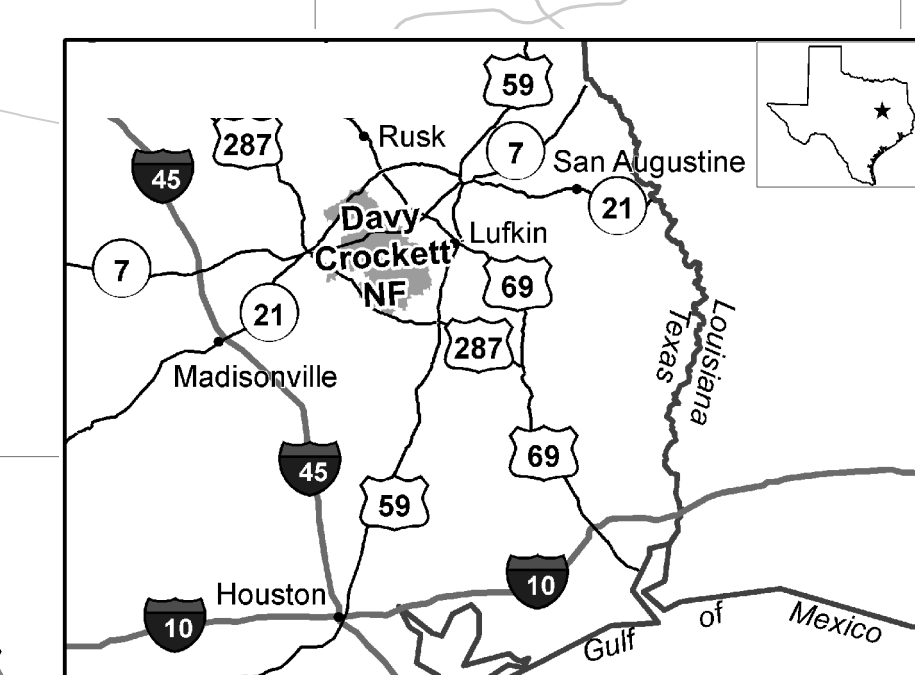 59
287
Rusk
7
San Augustine
45
21
Davy
Crockett
NF
Lufkin
7
69
21
287
Louisiana
Texas
Madisonville
69
45
59
10
Houston
10
Gulf of Mexico